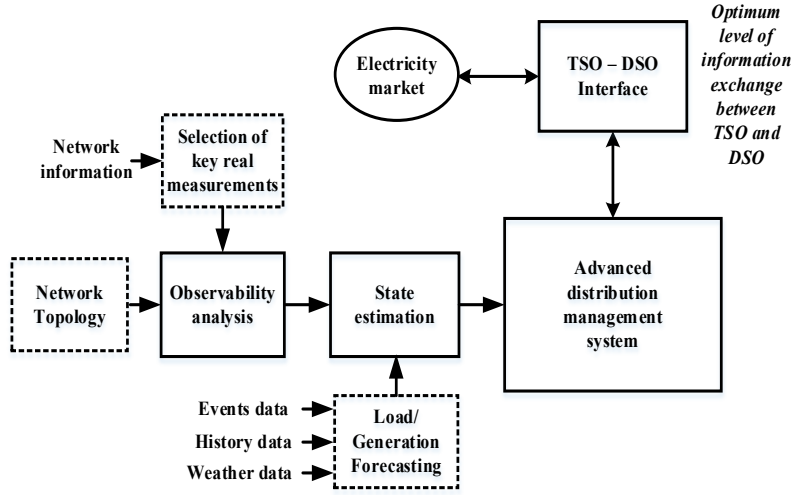 Electricity
market
TSO – DSO
Interface
Optimum
level of
information
exchange
between
TSO and
DSO
Network
information
Selection of
key real
measurements
Network
Topology
Observability
analysis
State
estimation
Advanced
distribution
management
system
Events data
History data
Weather data
Load/
Generation
Forecasting